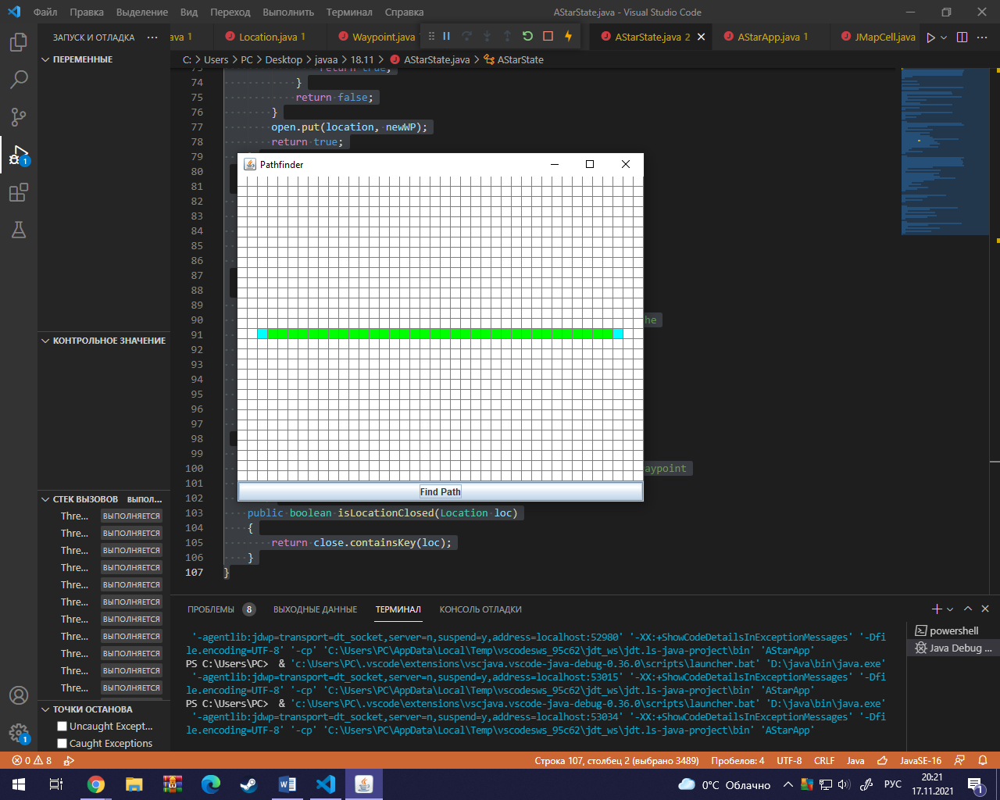 Файл Правка Выделение Вид Переход Выполнить Терминал Справка AStarState.java - Visual Studio Code
ЗАПУСК И ОТЛАДКА ...
ava 1 Location.java 1 Waypoint.java AStarState.java 2 AStarApp.java 1 JMapCell.java
C: > Users > PC > Desktop > javaa > 18.11 > AStarState.java > AStarState
ПЕРЕМЕННЫЕ
КОНТРОЛЬНОЕ ЗНАЧЕНИЕ
СТЕК ВЫЗОВОВ ВЫПОЛ...
Thre... ВЫПОЛНЯЕТСЯ
Thre... ВЫПОЛНЯЕТСЯ
Thre... ВЫПОЛНЯЕТСЯ
Thre... ВЫПОЛНЯЕТСЯ
Thre... ВЫПОЛНЯЕТСЯ
Thre... ВЫПОЛНЯЕТСЯ
Thre... ВЫПОЛНЯЕТСЯ
Thre... ВЫПОЛНЯЕТСЯ
Thre... ВЫПОЛНЯЕТСЯ
Thre... ВЫПОЛНЯЕТСЯ
Thre... ВЫПОЛНЯЕТСЯ
ТОЧКИ ОСТАНОВА
Uncaught Except...
Caught Exceptions
1
1
73 return true;
74 }
75 return false;
76 }
77 open.put(location, newWP);
78 return true;
79
80
81
82
83
84
85
86
87
88
89
90 he
91
92
93
94
95
96
97
98
99
100 aypoint
101
102
103 public boolean isLocationClosed(Location loc)
104 {
105 return close.containsKey(loc);
106 }
107 }
Pathfinder
Find Path
ПРОБЛЕМЫ 8 ВЫХОДНЫЕ ДАННЫЕ ТЕРМИНАЛ КОНСОЛЬ ОТЛАДКИ
'-agentlib:jdwp=transport=dt_socket,server=n,suspend=y,address=localhost:52980' '-XX:+ShowCodeDetailsInExceptionMessages' '-Dfi
le.encoding=UTF-8' '-cp' 'C:\Users\PC\AppData\Local\Temp\vscodesws_95c62\jdt_ws\jdt.ls-java-project\bin' 'AStarApp'
PS C:\Users\PC> & 'c:\Users\PC\.vscode\extensions\vscjava.vscode-java-debug-0.36.0\scripts\launcher.bat' 'D:\java\bin\java.exe'
'-agentlib:jdwp=transport=dt_socket,server=n,suspend=y,address=localhost:53015' '-XX:+ShowCodeDetailsInExceptionMessages' '-Dfi
le.encoding=UTF-8' '-cp' 'C:\Users\PC\AppData\Local\Temp\vscodesws_95c62\jdt_ws\jdt.ls-java-project\bin' 'AStarApp'
PS C:\Users\PC> & 'c:\Users\PC\.vscode\extensions\vscjava.vscode-java-debug-0.36.0\scripts\launcher.bat' 'D:\java\bin\java.exe'
'-agentlib:jdwp=transport=dt_socket,server=n,suspend=y,address=localhost:53034' '-XX:+ShowCodeDetailsInExceptionMessages' '-Dfi
le.encoding=UTF-8' '-cp' 'C:\Users\PC\AppData\Local\Temp\vscodesws_95c62\jdt_ws\jdt.ls-java-project\bin' 'AStarApp'
powershell
Java Debug ...
0 8 Строка 107, столбец 2 (выбрано 3489) Пробелов: 4 UTF-8 CRLF Java JavaSE-16
0°C Облачно РУС 20:21
17.11.2021
1